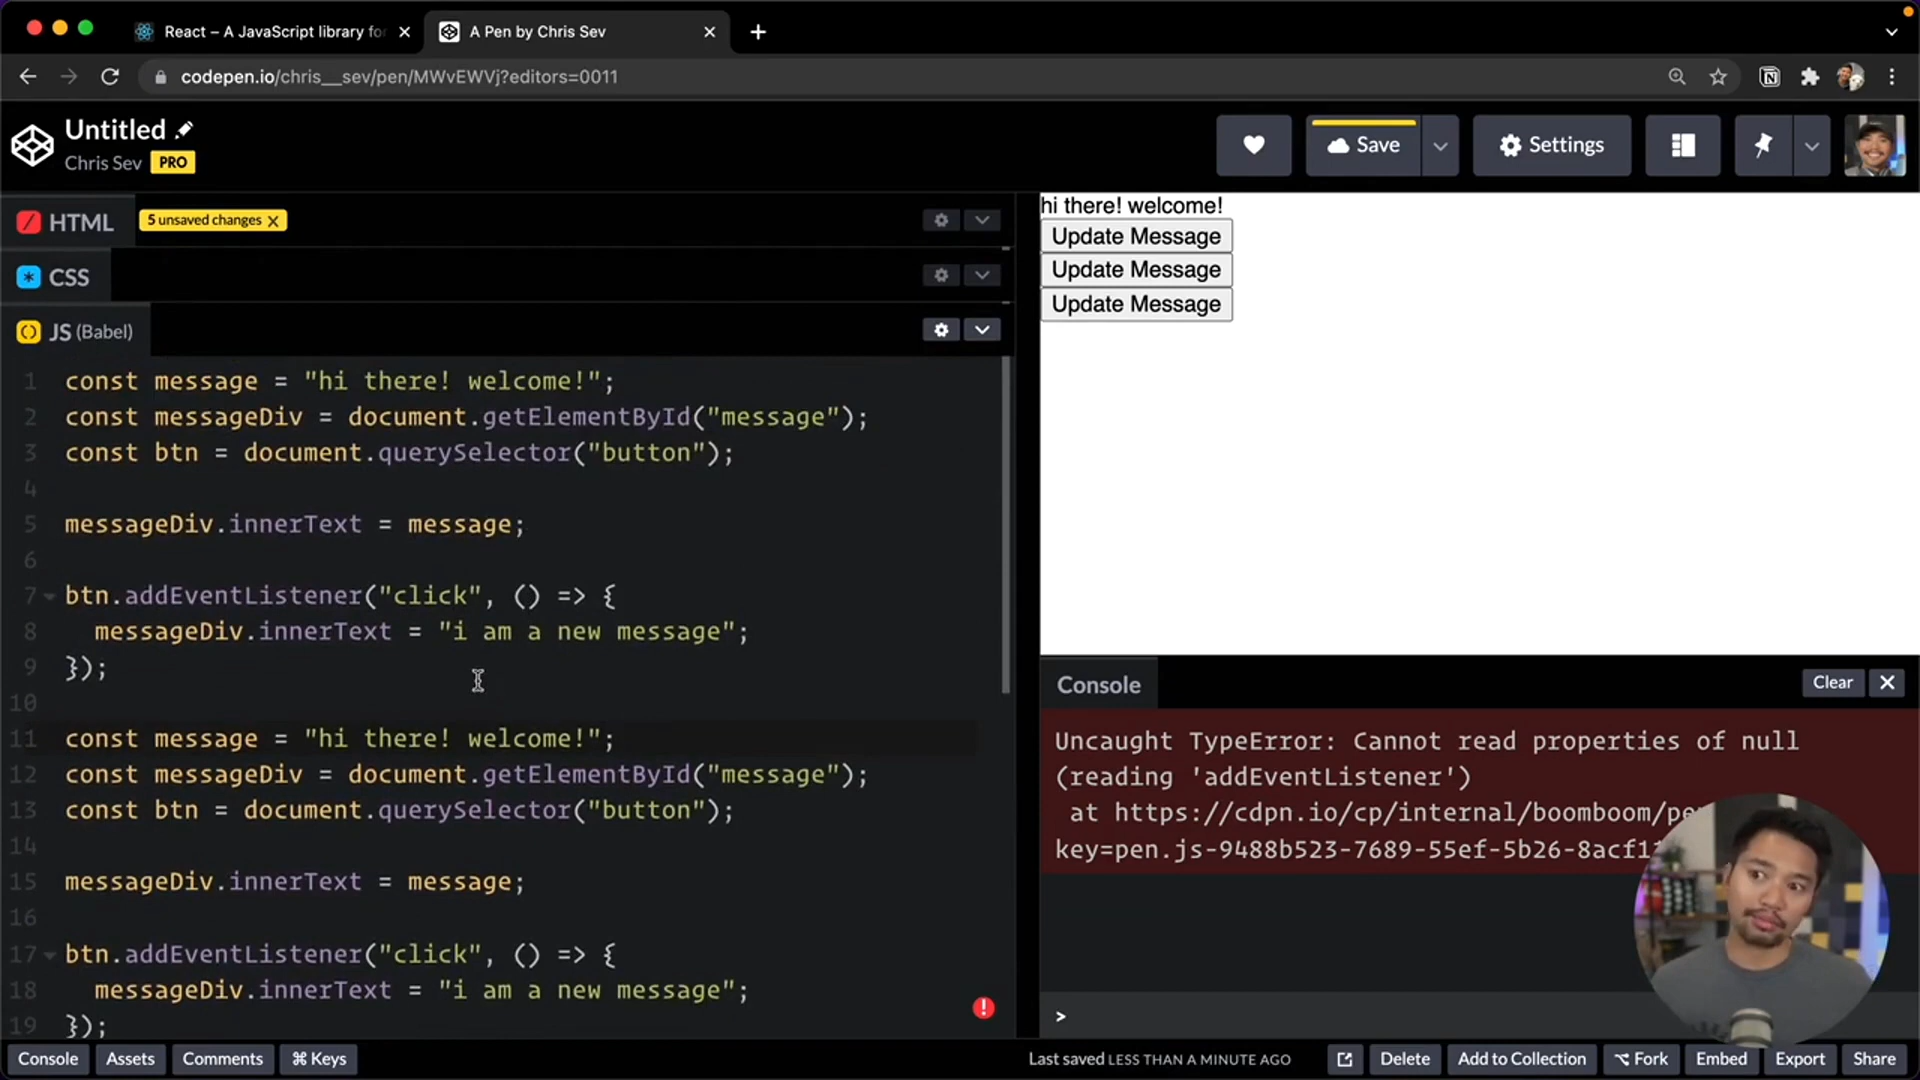 React – A JavaScript library for
A Pen by Chris Sev
codepen.io/chris__sev/pen/MWvEWVj?editors=0011
Untitled
Chris Sev PRO
Save
Settings
HTML
5 unsaved changes X
CSS
JS (Babel)
1 const message = "hi there! welcome!";
2 const messageDiv = document.getElementById("message");
3 const btn = document.querySelector("button");
4
5 messageDiv.innerText = message;
6
7 btn.addEventListener("click", () => {
8 messageDiv.innerText = "i am a new message";
9 });
10
11 const message = "hi there! welcome!";
12 const messageDiv = document.getElementById("message");
13 const btn = document.querySelector("button");
14
15 messageDiv.innerText = message;
16
17 btn.addEventListener("click", () => {
18 messageDiv.innerText = "i am a new message";
19 });
hi there! welcome!
Update Message
Update Message
Update Message
Console
Clear
Uncaught TypeError: Cannot read properties of null
(reading 'addEventListener')
at https://cdpn.io/cp/internal/boomboom/pe
key=pen.js-9488b523-7689-55ef-5b26-8acf11
>
Console
Assets
Comments
⌘ Keys
Last saved LESS THAN A MINUTE AGO
Delete
Add to Collection
Fork
Embed
Export
Share